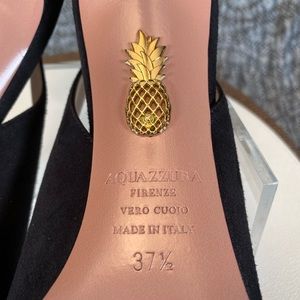 AQUAZZURA
FIRENZE
VERO CUOIO
MADE IN ITALY
37½